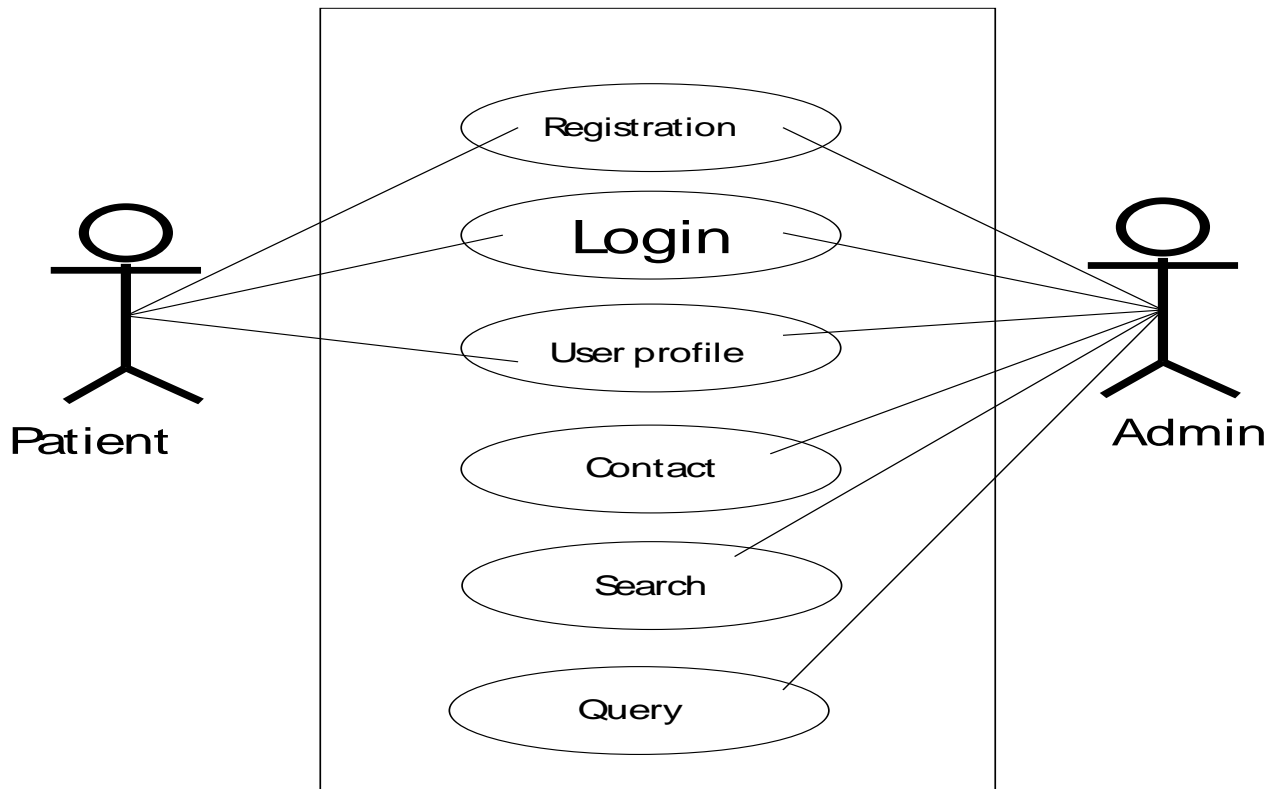 Registration
Login
User profile
Patient
Admin
Contact
Search
Query